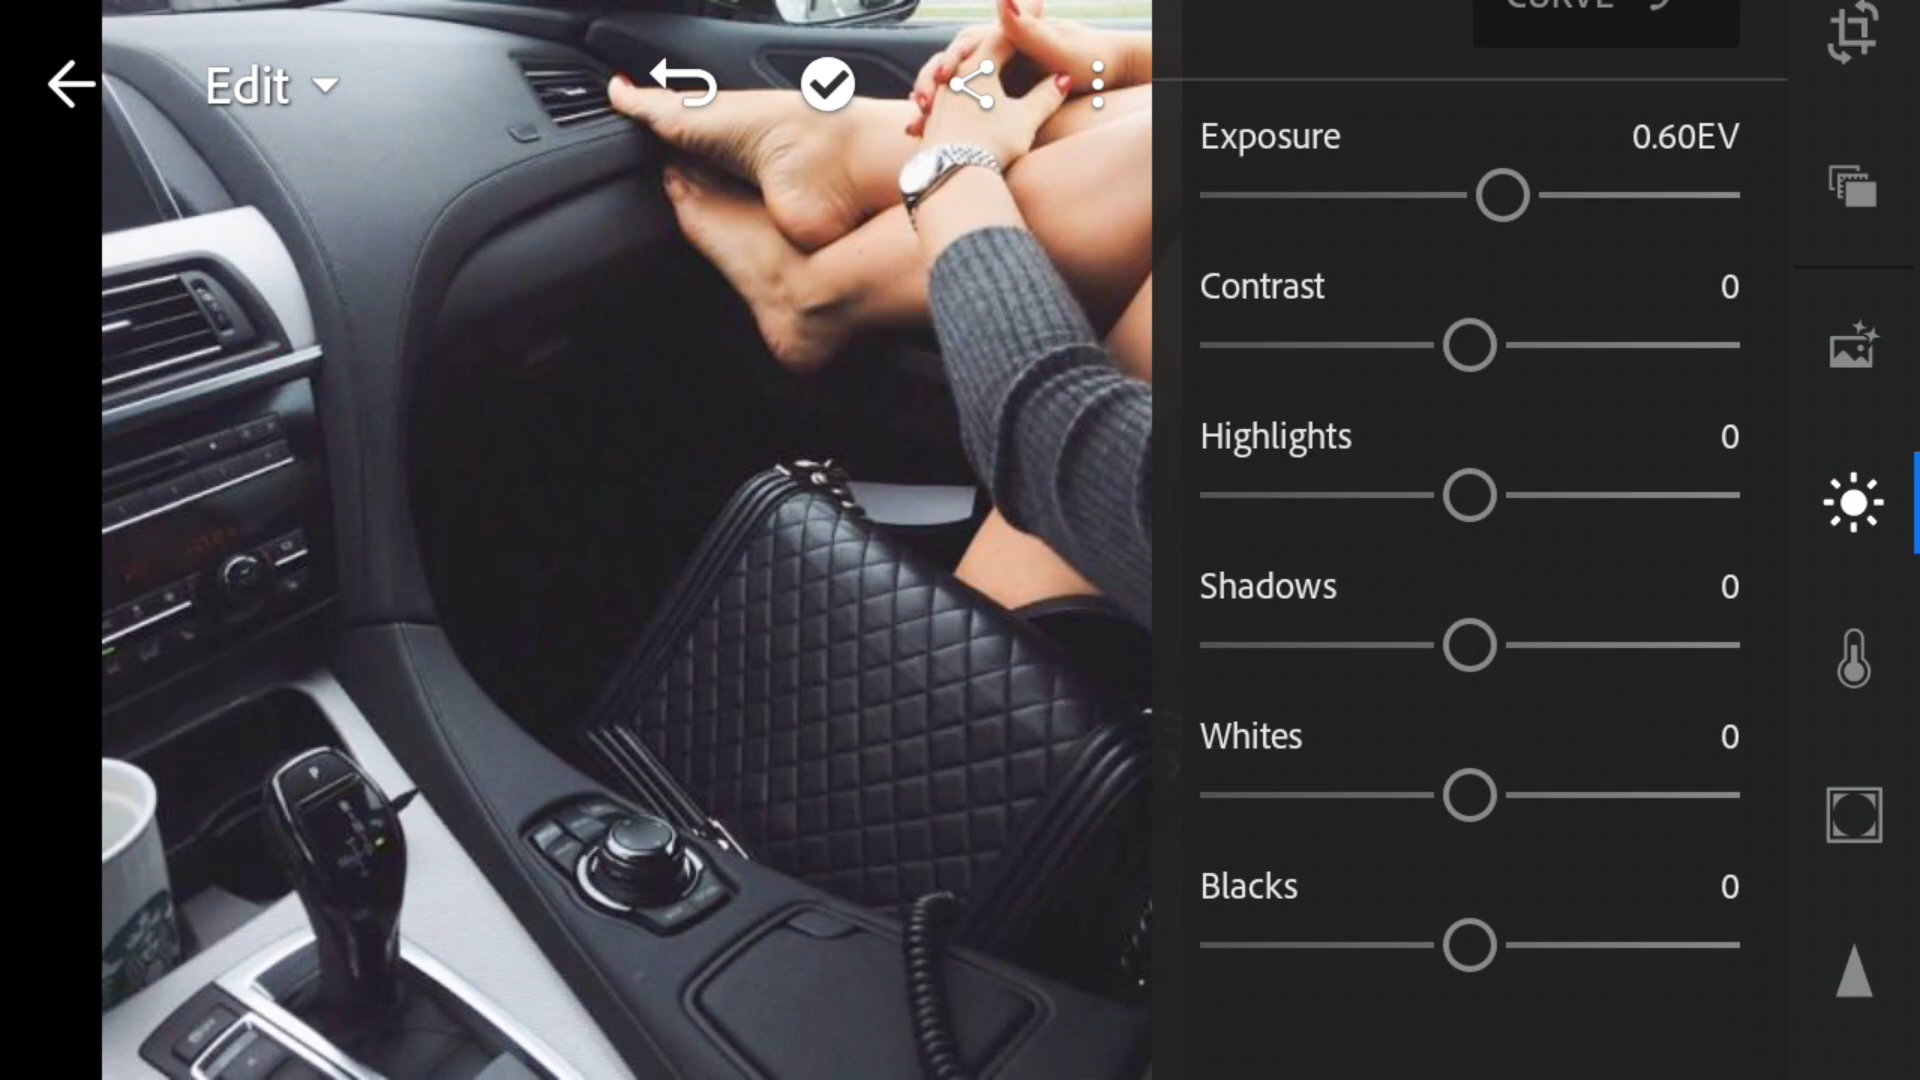 Edit
Exposure 0.60EV
Contrast 0
Highlights 0
Shadows 0
Whites 0
Blacks 0